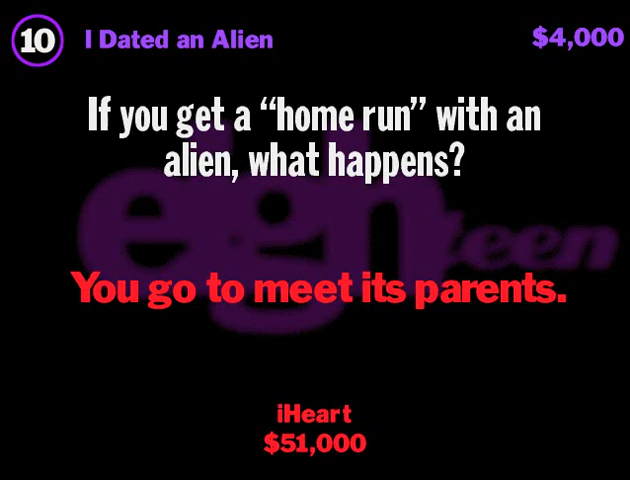 10 I Dated an Alien $4,000
If you get a “home run” with an
alien, what happens?
eighteen
You go to meet its parents.
iHeart
$51,000